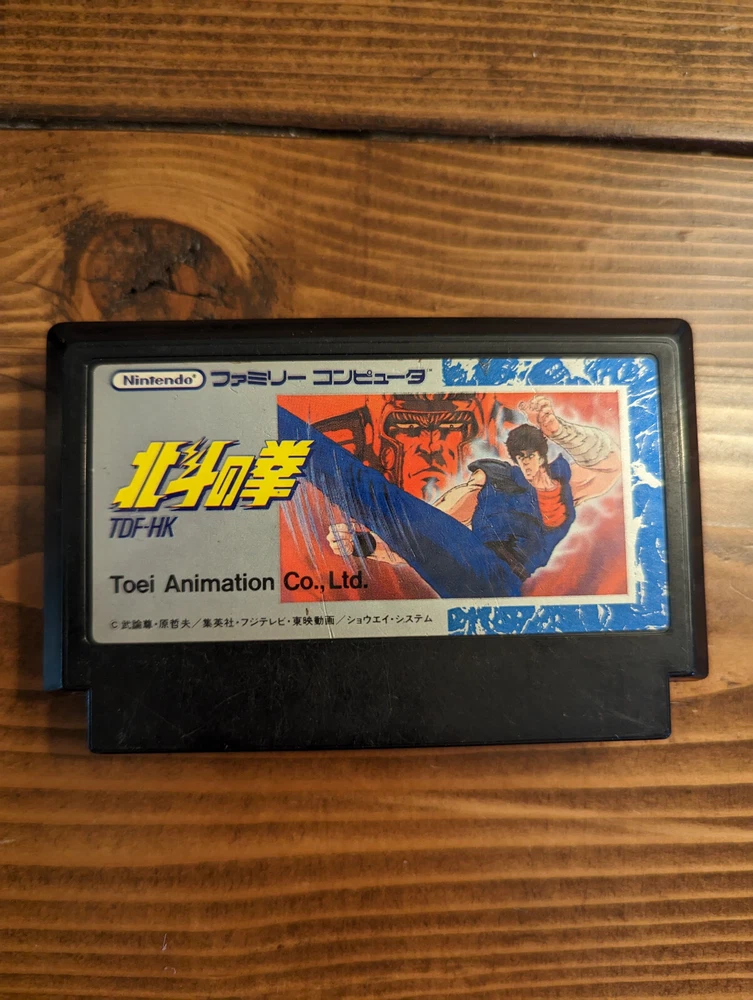 Nintendo® ファミリー コンピュータ™
北斗の拳
TDF-HK
Toei Animation Co., Ltd.
© 武論尊・原哲夫／集英社・フジテレビ・東映動画／ショウエイ・システム